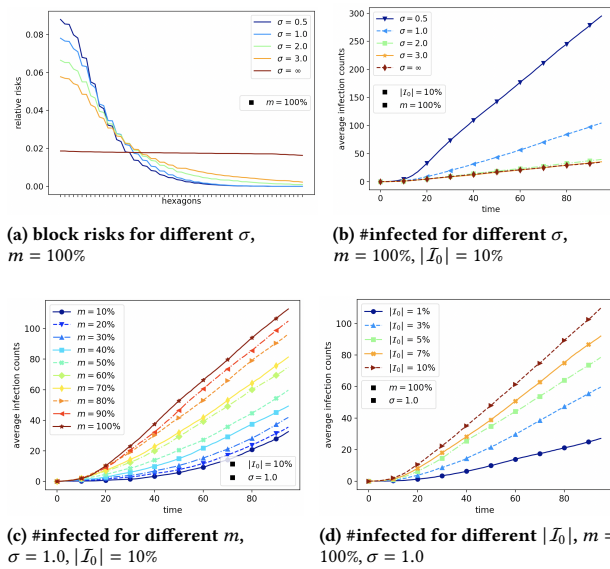 0.08
0.06
0.04
0.02
0.00
relative risks
hexagons
σ = 0.5
σ = 1.0
σ = 2.0
σ = 3.0
σ = ∞
m = 100%
(a) block risks for different σ,
m = 100%
300
250
200
150
100
50
0
average infection counts
0 20 40 60 80
time
σ = 0.5
σ = 1.0
σ = 2.0
σ = 3.0
σ = ∞
|I₀| = 10%
m = 100%
(b) #infected for different σ,
m = 100%, |I₀| = 10%
100
80
60
40
20
0
average infection counts
0 20 40 60 80
time
m = 10%
m = 20%
m = 30%
m = 40%
m = 50%
m = 60%
m = 70%
m = 80%
m = 90%
m = 100%
|I₀| = 10%
σ = 1.0
(c) #infected for different m,
σ = 1.0, |I₀| = 10%
100
80
60
40
20
0
average infection counts
0 20 40 60 80
time
|I₀| = 1%
|I₀| = 3%
|I₀| = 5%
|I₀| = 7%
|I₀| = 10%
m = 100%
σ = 1.0
(d) #infected for different |I₀|, m =
100%, σ = 1.0